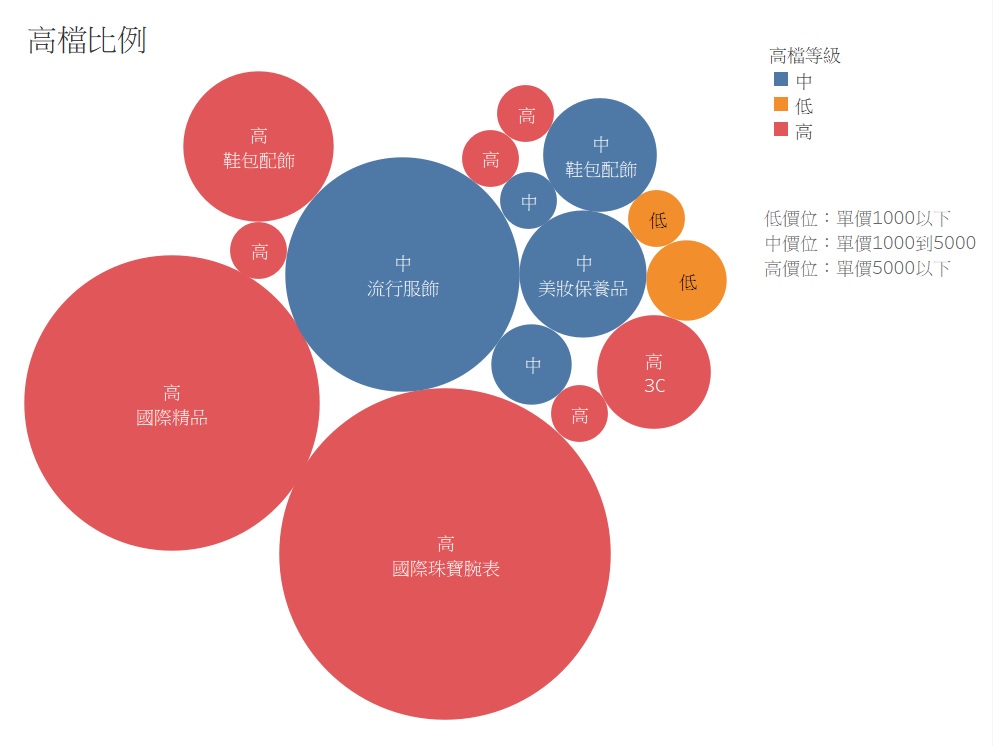 高檔比例
高檔等級
中
低
高
低價位：單價1000以下
中價位：單價1000到5000
高價位：單價5000以下
高
鞋包配飾
高
高
中
鞋包配飾
中
低
高
中
流行服飾
中
美妝保養品
低
中
高
3C
高
國際精品
高
高
國際珠寶腕表